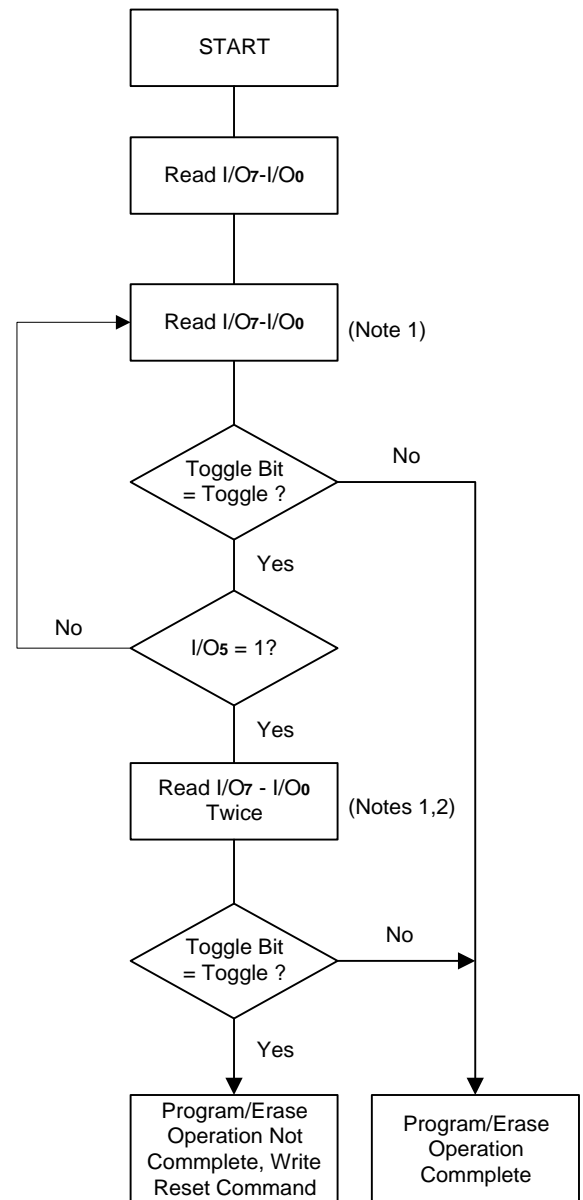 START
Read I/O7-I/O0
Read I/O7-I/O0
(Note 1)
Toggle Bit
= Toggle ?
No
Yes
No
I/O5 = 1?
Yes
Read I/O7 - I/O0
Twice
(Notes 1,2)
Toggle Bit
= Toggle ?
No
Yes
Program/Erase
Operation Not
Commplete, Write
Reset Command
Program/Erase
Operation
Commplete